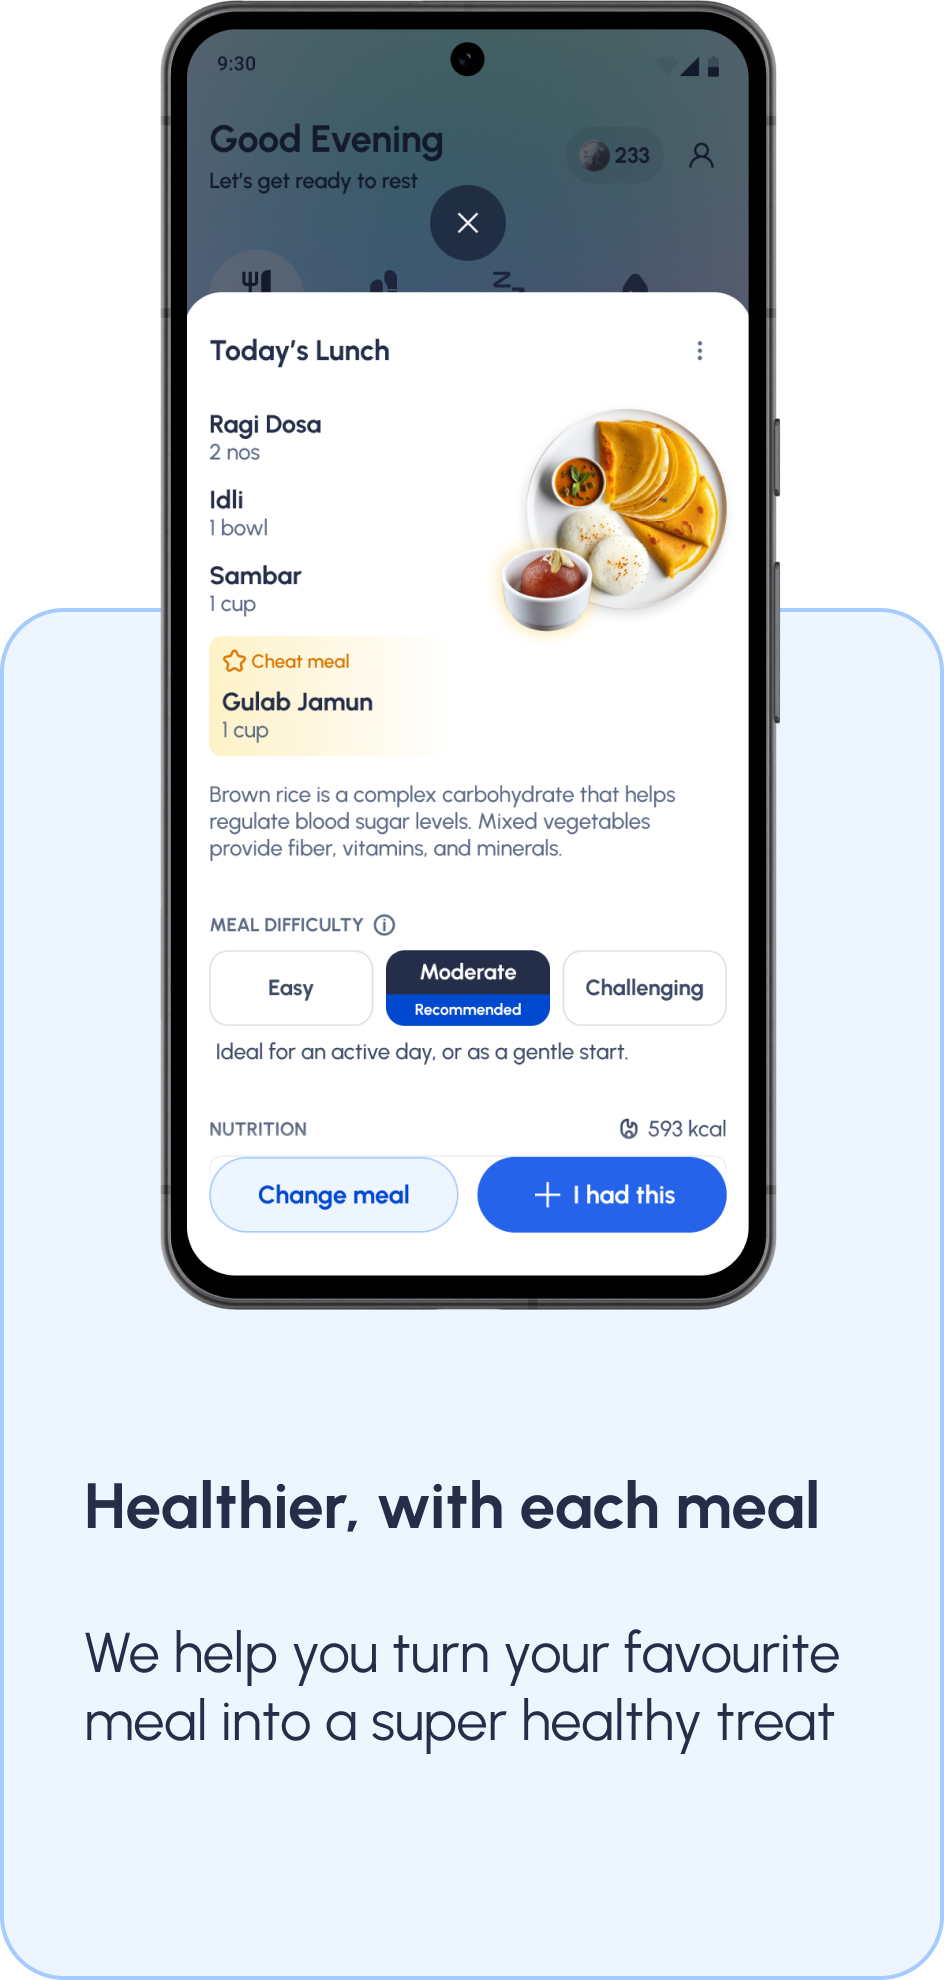 9:30
Good Evening
Let's get ready to rest
233
Today's Lunch
Ragi Dosa
2 nos
Idli
1 bowl
Sambar
1 cup
Cheat meal
Gulab Jamun
1 cup
Brown rice is a complex carbohydrate that helps
regulate blood sugar levels. Mixed vegetables
provide fiber, vitamins, and minerals.
MEAL DIFFICULTY
Easy
Moderate
Recommended
Challenging
Ideal for an active day, or as a gentle start.
NUTRITION
593 kcal
Change meal
I had this
Healthier, with each meal
We help you turn your favourite
meal into a super healthy treat